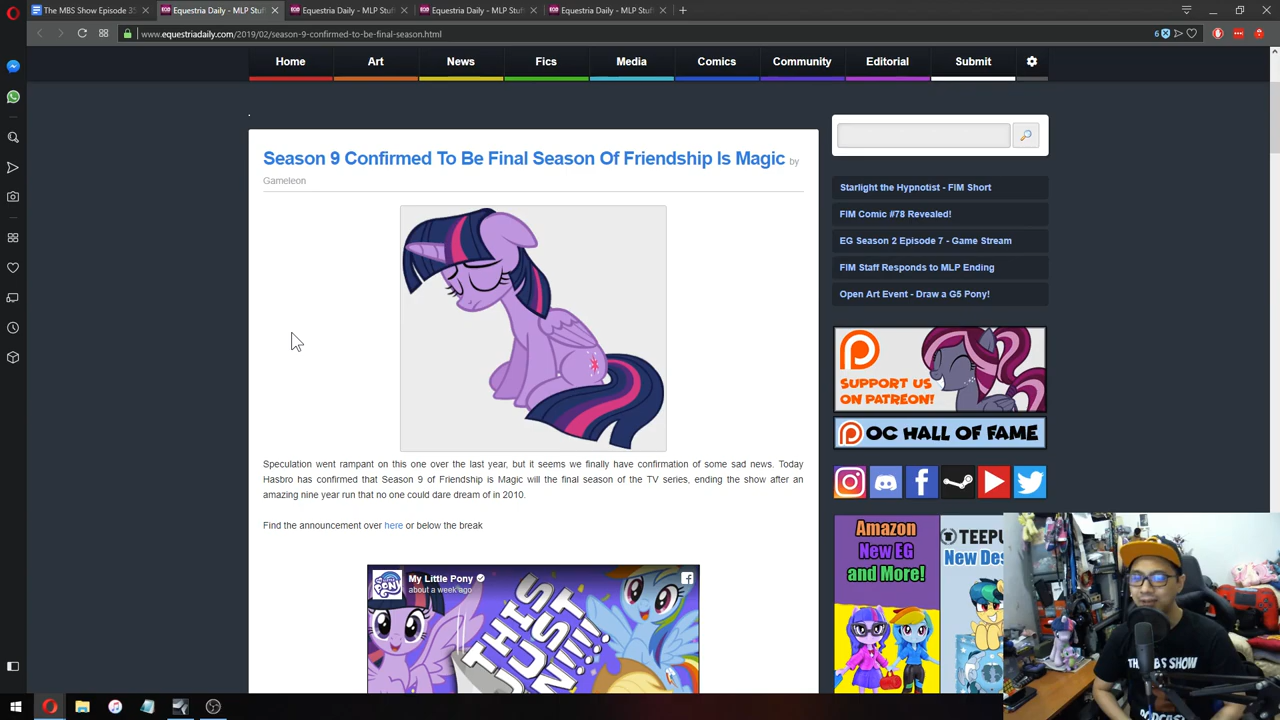 The MBS Show Episode 35
Equestria Daily - MLP Stuf
Equestria Daily - MLP Stuf
Equestria Daily - MLP Stuf
Equestria Daily - MLP Stuf
www.equestriadaily.com/2019/02/season-9-confirmed-to-be-final-season.html
6
Home
Art
News
Fics
Media
Comics
Community
Editorial
Submit
Season 9 Confirmed To Be Final Season Of Friendship Is Magic by
Gameleon
Speculation went rampant on this one over the last year, but it seems we finally have confirmation of some sad news. Today
Hasbro has confirmed that Season 9 of Friendship is Magic will the final season of the TV series, ending the show after an
amazing nine year run that no one could dare dream of in 2010.
Find the announcement over here or below the break
My Little Pony
about a week ago
THIS
JUST
Starlight the Hypnotist - FIM Short
FIM Comic #78 Revealed!
EG Season 2 Episode 7 - Game Stream
FIM Staff Responds to MLP Ending
Open Art Event - Draw a G5 Pony!
SUPPORT US
ON PATREON!
OC HALL OF FAME
Amazon
New EG
and More!
TEEPU
New Des
THE MBS SHOW
PODCAST